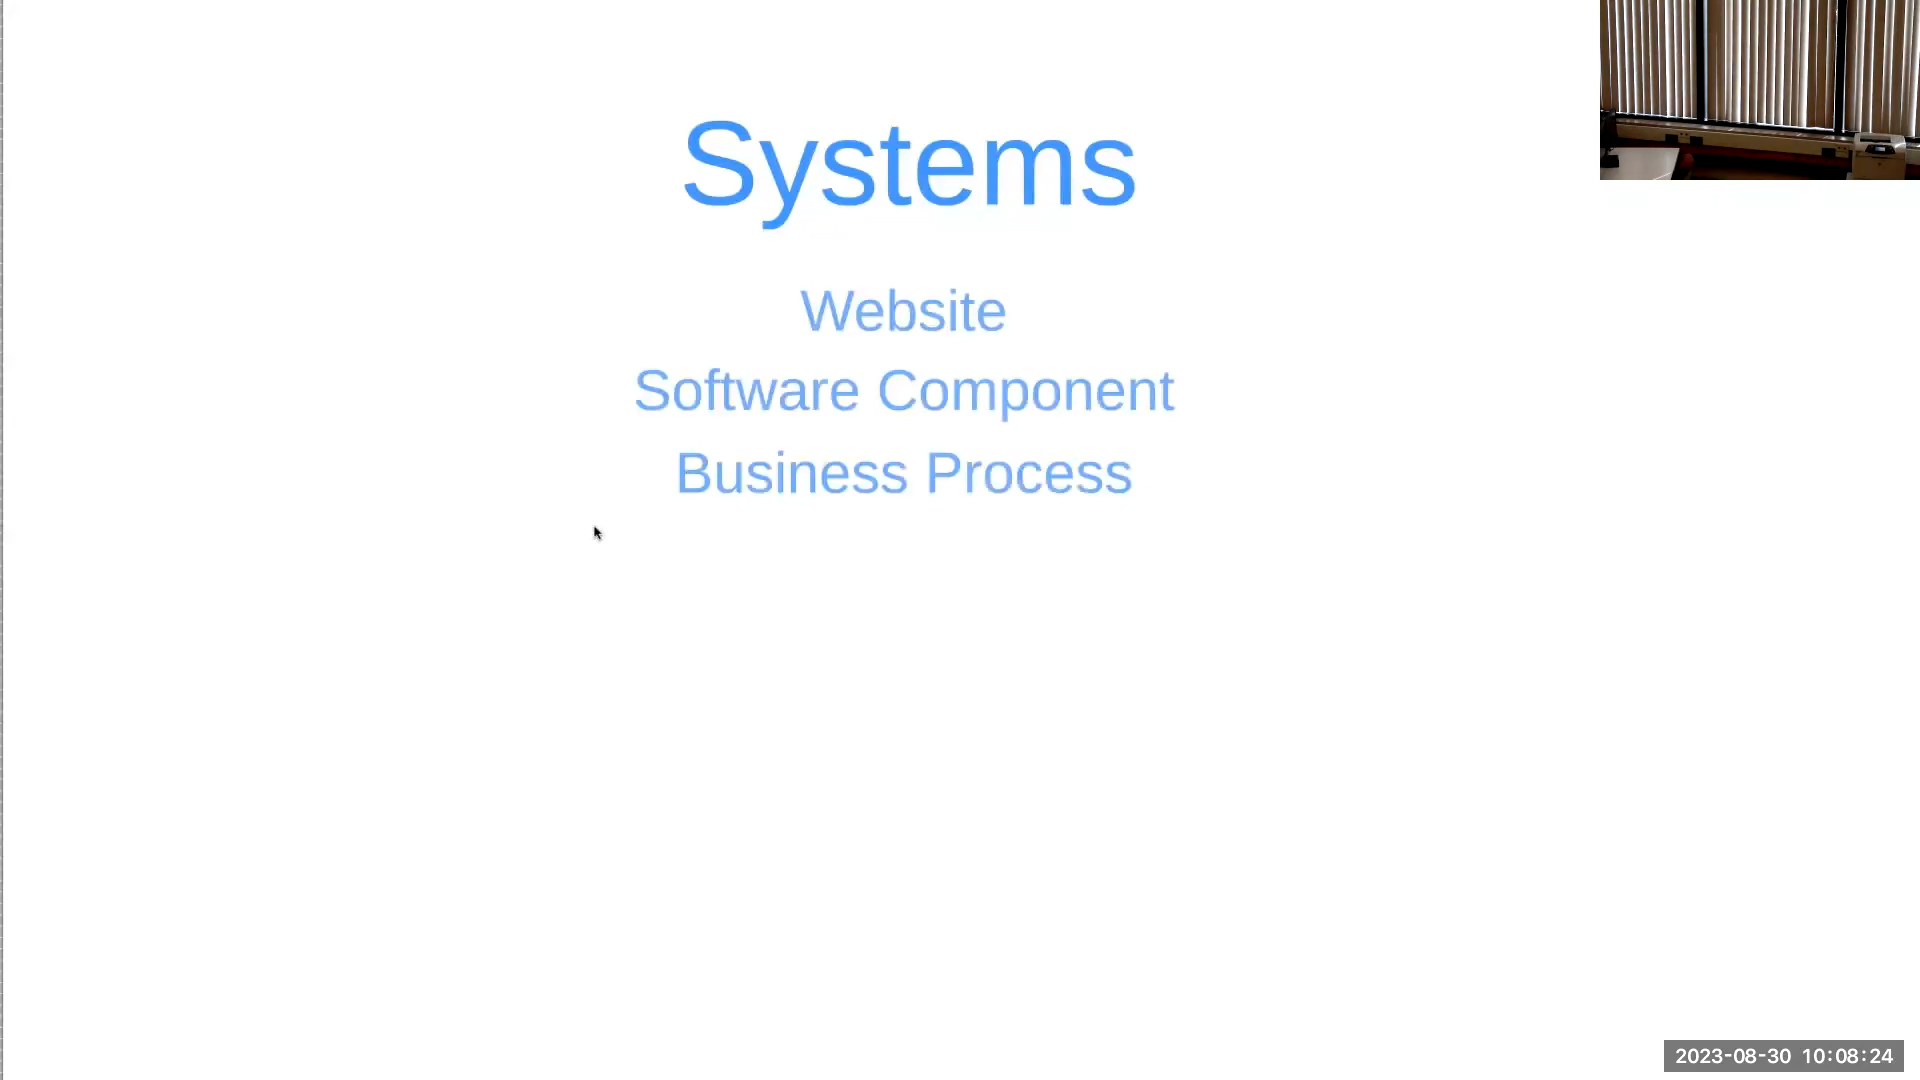 Systems
Website
Software Component
Business Process
2023-08-30 10:08:24